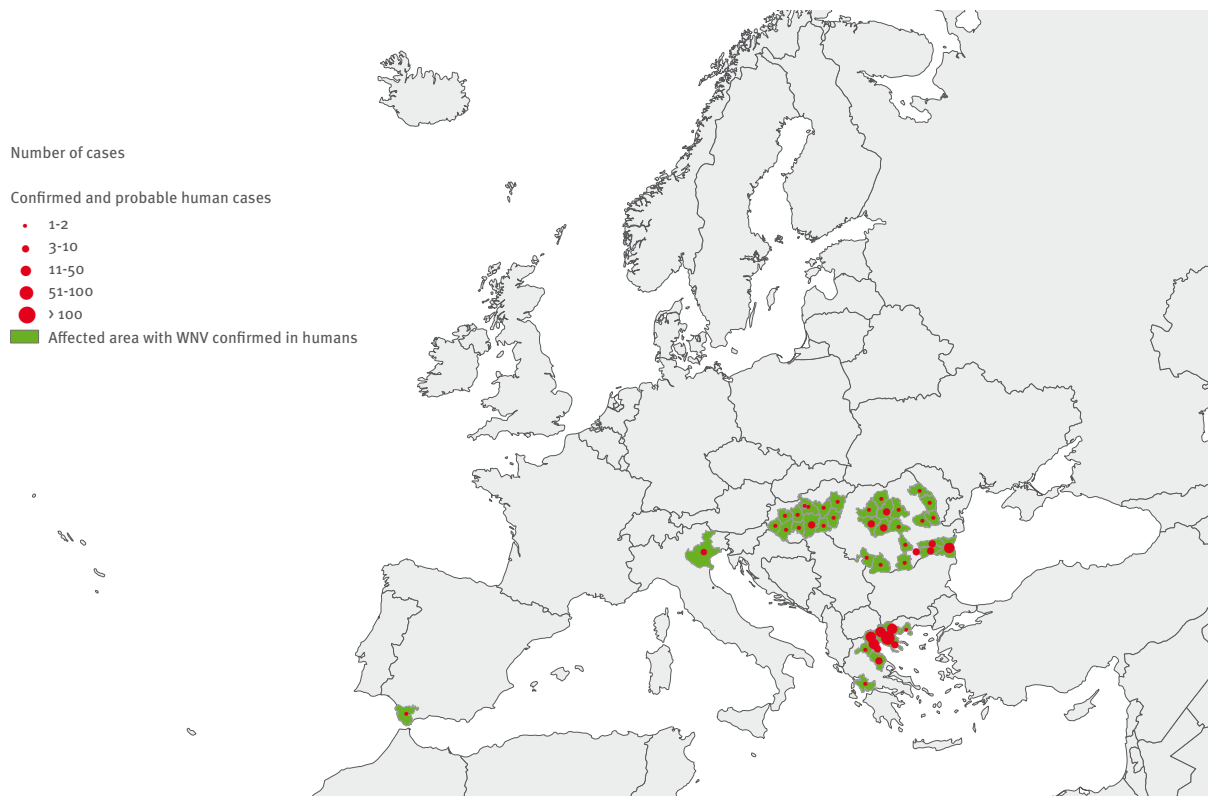 Number of cases
Confirmed and probable human cases
1-2
3-10
11-50
51-100
> 100
Affected area with WNV confirmed in humans